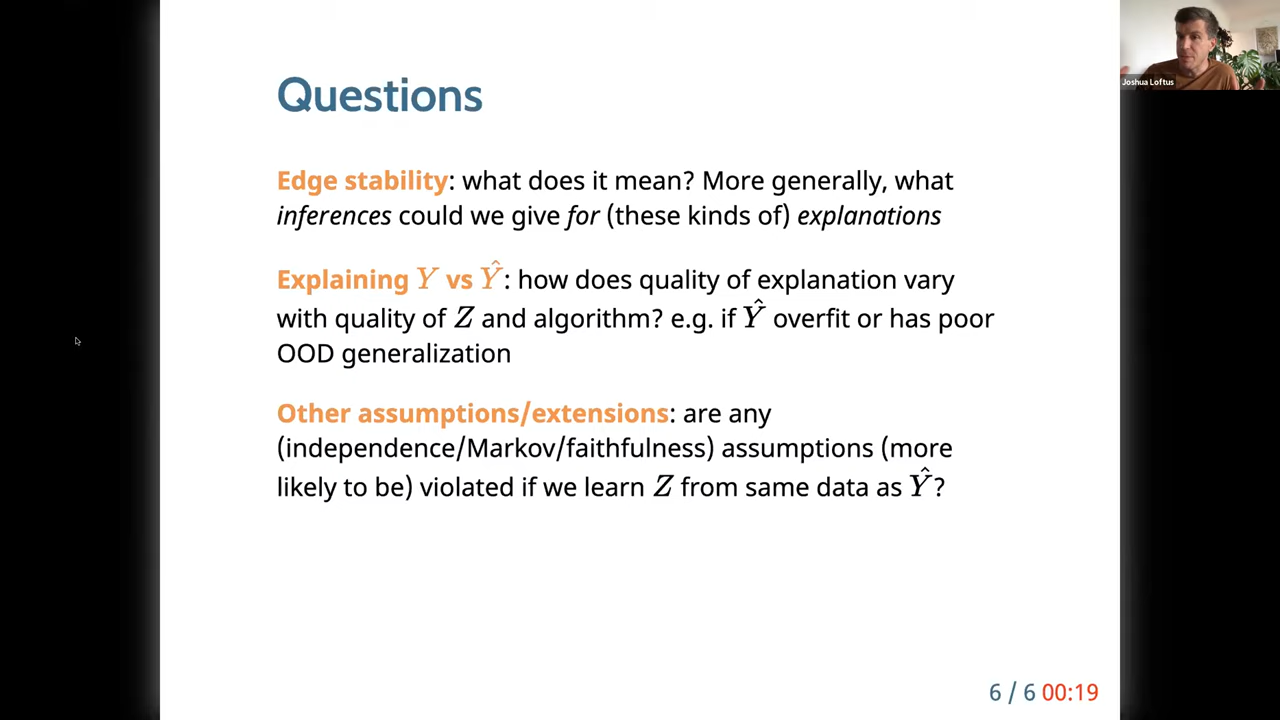 Questions
Edge stability: what does it mean? More generally, what
inferences could we give for (these kinds of) explanations
Explaining Y vs Ŷ: how does quality of explanation vary
with quality of Z and algorithm? e.g. if Ŷ overfit or has poor
OOD generalization
Other assumptions/extensions: are any
(independence/Markov/faithfulness) assumptions (more
likely to be) violated if we learn Z from same data as Ŷ?
6 / 6 00:19
Joshua Loftus